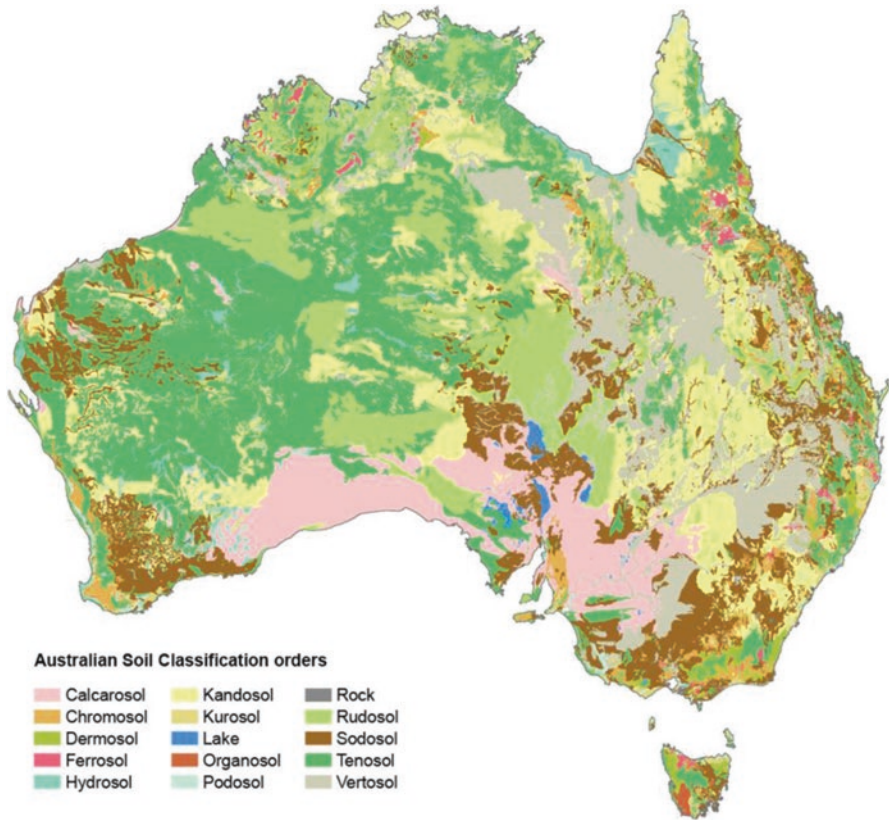 Australian Soil Classification orders
Calcarosol Kandosol Rock
Chromosol Kurosol Rudosol
Dermosol Lake Sodosol
Ferrosol Organosol Tenosol
Hydrosol Podosol Vertosol